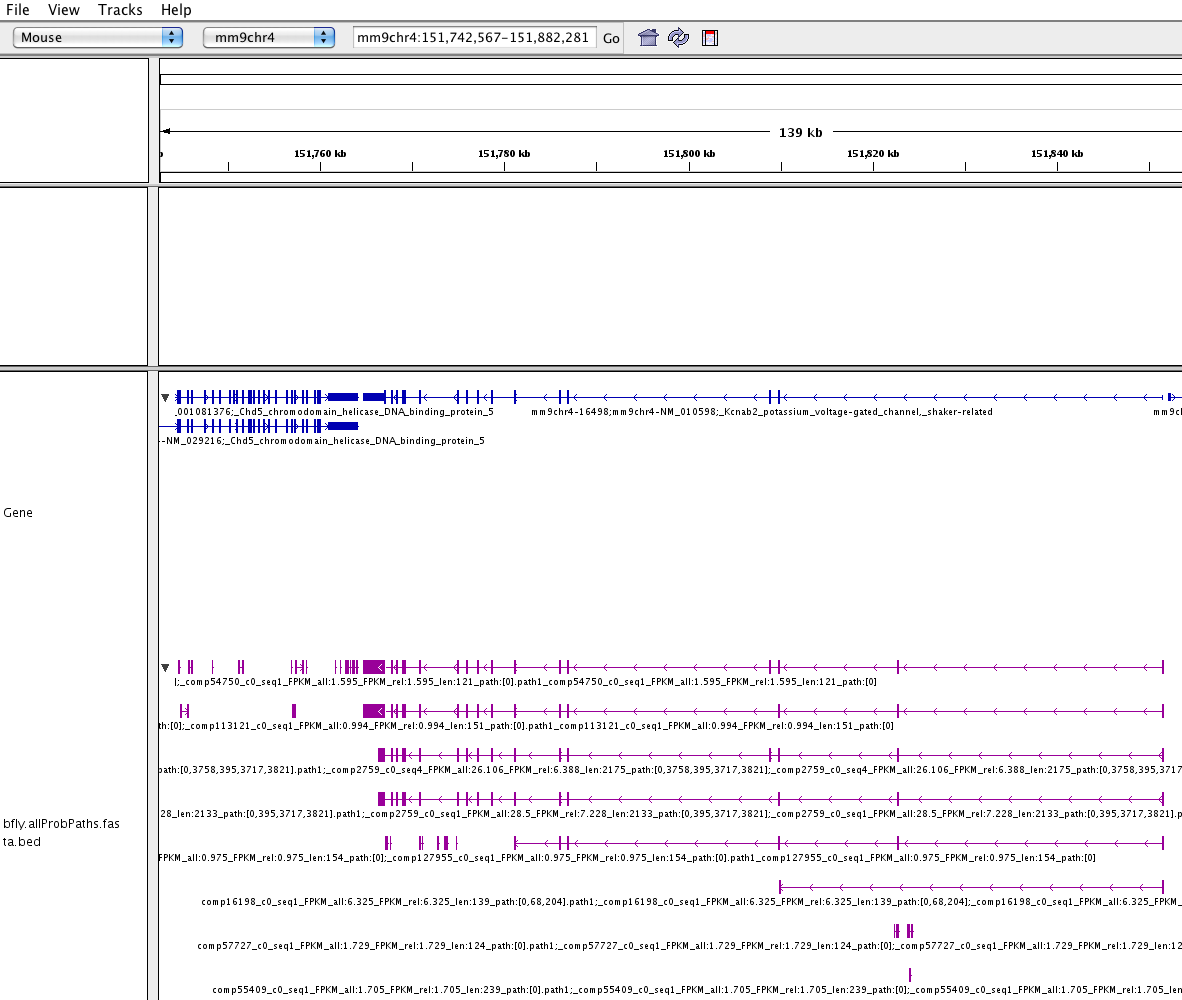 File View Tracks Help
Mouse mm9chr4 mm9chr4:151,742,567-151,882,281 Go
139 kb
151,760 kb 151,780 kb 151,800 kb 151,820 kb 151,840 kb
001081376;_Chd5_chromodomain_helicase_DNA_binding_protein_5 mm9chr4-16498;mm9chr4-NM_010598;_Kcnab2_potassium_voltage-gated_channel,_shaker-related mm9cl
-NM_029216;_Chd5_chromodomain_helicase_DNA_binding_protein_5
Gene
];_comp54750_c0_seq1_FPKM_all:1.595_FPKM_rel:1.595_len:121_path:[0].path1_comp54750_c0_seq1_FPKM_all:1.595_FPKM_rel:1.595_len:121_path:[0]
th:[0];_comp113121_c0_seq1_FPKM_all:0.994_FPKM_rel:0.994_len:151_path:[0].path1_comp113121_c0_seq1_FPKM_all:0.994_FPKM_rel:0.994_len:151_path:[0]
path:[0,3758,395,3717,3821].path1;_comp2759_c0_seq4_FPKM_all:26.106_FPKM_rel:6.388_len:2175_path:[0,3758,395,3717,3821];_comp2759_c0_seq4_FPKM_all:26.106_FPKM_rel:6.388_len:2175_path:[0,3758,395,3717
28_len:2133_path:[0,395,3717,3821].path1;_comp2759_c0_seq1_FPKM_all:28.5_FPKM_rel:7.228_len:2133_path:[0,395,3717,3821];_comp2759_c0_seq1_FPKM_all:28.5_FPKM_rel:7.228_len:2133_path:[0,395,3717,3821].p
bfly.allProbPaths.fas
ta.bed
FPKM_all:0.975_FPKM_rel:0.975_len:154_path:[0];_comp127955_c0_seq1_FPKM_all:0.975_FPKM_rel:0.975_len:154_path:[0].path1_comp127955_c0_seq1_FPKM_all:0.975_FPKM_rel:0.975_len:154_path:[0]
comp16198_c0_seq1_FPKM_all:6.325_FPKM_rel:6.325_len:139_path:[0,68,204].path1;_comp16198_c0_seq1_FPKM_all:6.325_FPKM_rel:6.325_len:139_path:[0,68,204];_comp16198_c0_seq1_FPKM_all:6.325_FPKM
comp57727_c0_seq1_FPKM_all:1.729_FPKM_rel:1.729_len:124_path:[0].path1;_comp57727_c0_seq1_FPKM_all:1.729_FPKM_rel:1.729_len:124_path:[0];_comp57727_c0_seq1_FPKM_all:1.729_FPKM_rel:1.729_len:12
comp55409_c0_seq1_FPKM_all:1.705_FPKM_rel:1.705_len:239_path:[0].path1;_comp55409_c0_seq1_FPKM_all:1.705_FPKM_rel:1.705_len:239_path:[0];_comp55409_c0_seq1_FPKM_all:1.705_FPKM_rel:1.705_len